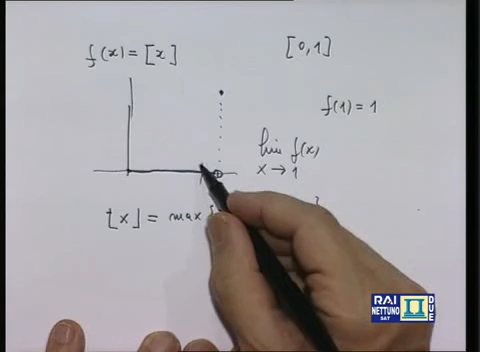 f(x) = [x]
[0,1]
f(1) = 1
lim f(x)
x → 1
⌊x⌋ = max {
RAI
NETTUNO
SAT
DUE